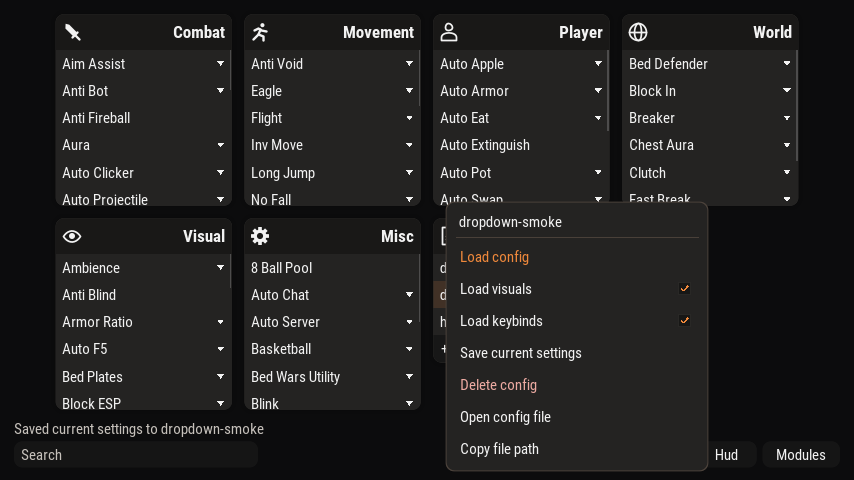 Combat
Aim Assist
Anti Bot
Anti Fireball
Aura
Auto Clicker
Auto Projectile
Movement
Anti Void
Eagle
Flight
Inv Move
Long Jump
No Fall
Player
Auto Apple
Auto Armor
Auto Eat
Auto Extinguish
Auto Pot
Auto Swap
World
Bed Defender
Block In
Breaker
Chest Aura
Clutch
Fast Break
Visual
Ambience
Anti Blind
Armor Ratio
Auto F5
Bed Plates
Block ESP
Misc
8 Ball Pool
Auto Chat
Auto Server
Basketball
Bed Wars Utility
Blink
dropdown-smoke
Load config
Load visuals
Load keybinds
Save current settings
Delete config
Open config file
Copy file path
Saved current settings to dropdown-smoke
Search
Hud
Modules